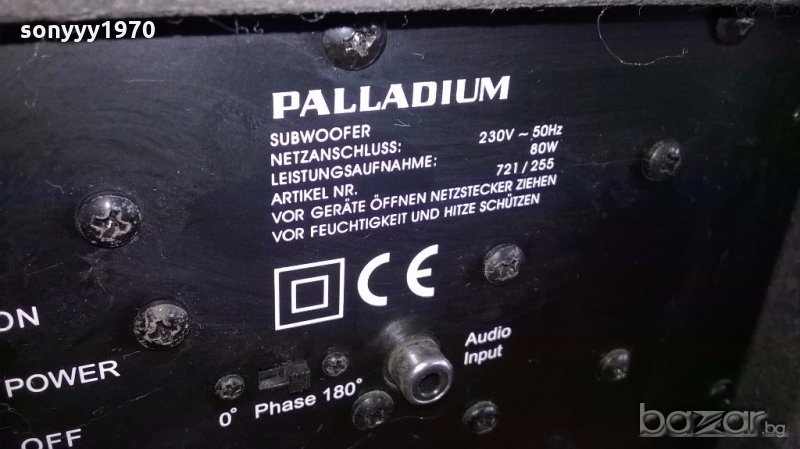 sonyyy1970
PALLADIUM
SUBWOOFER
NETZANSCHLUSS: 230V ~ 50Hz
LEISTUNGSAUFNAHME: 80W
ARTIKEL NR. 721/255
VOR GERÄTE ÖFFNEN NETZSTECKER ZIEHEN
VOR FEUCHTIGKEIT UND HITZE SCHÜTZEN
CE
ON
POWER
OFF
0° Phase 180°
Audio
Input
bazar.bg